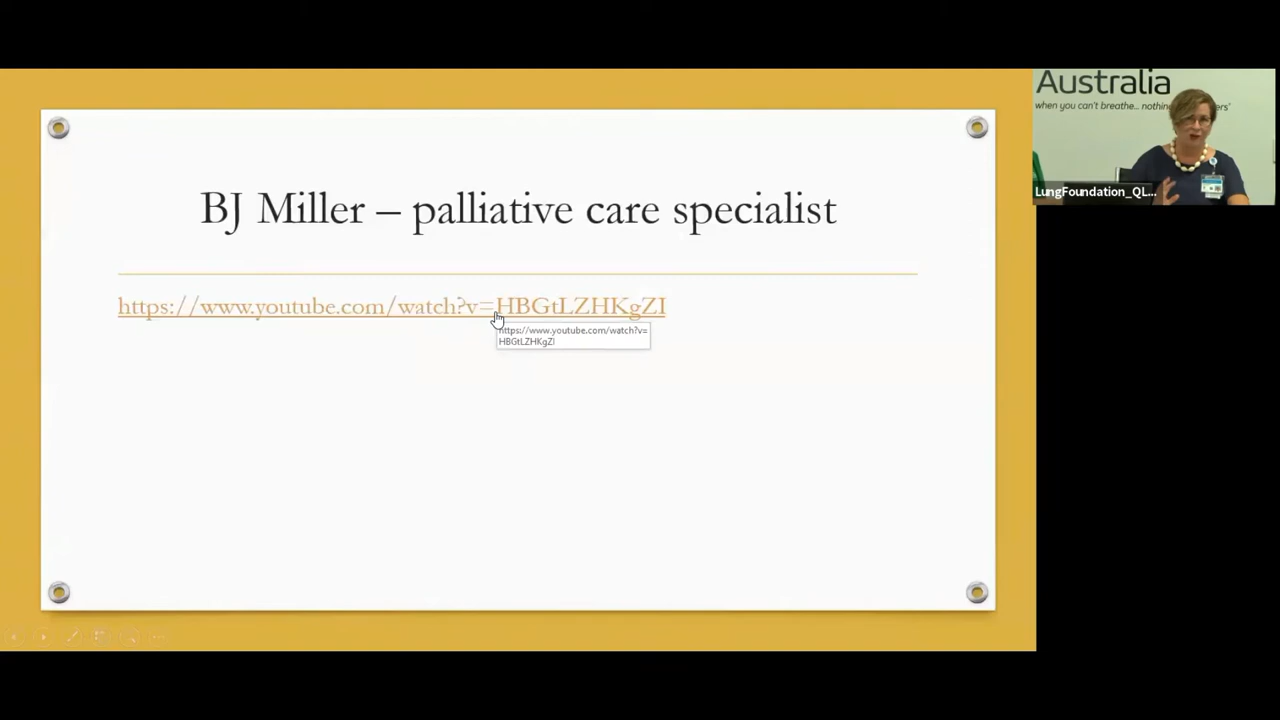 BJ Miller – palliative care specialist
https://www.youtube.com/watch?v=HBGtLZHKgZI
https://www.youtube.com/watch?v=
HBGtLZHKgZI
Australia
when you can't breathe... ers'
LungFoundation_QL...